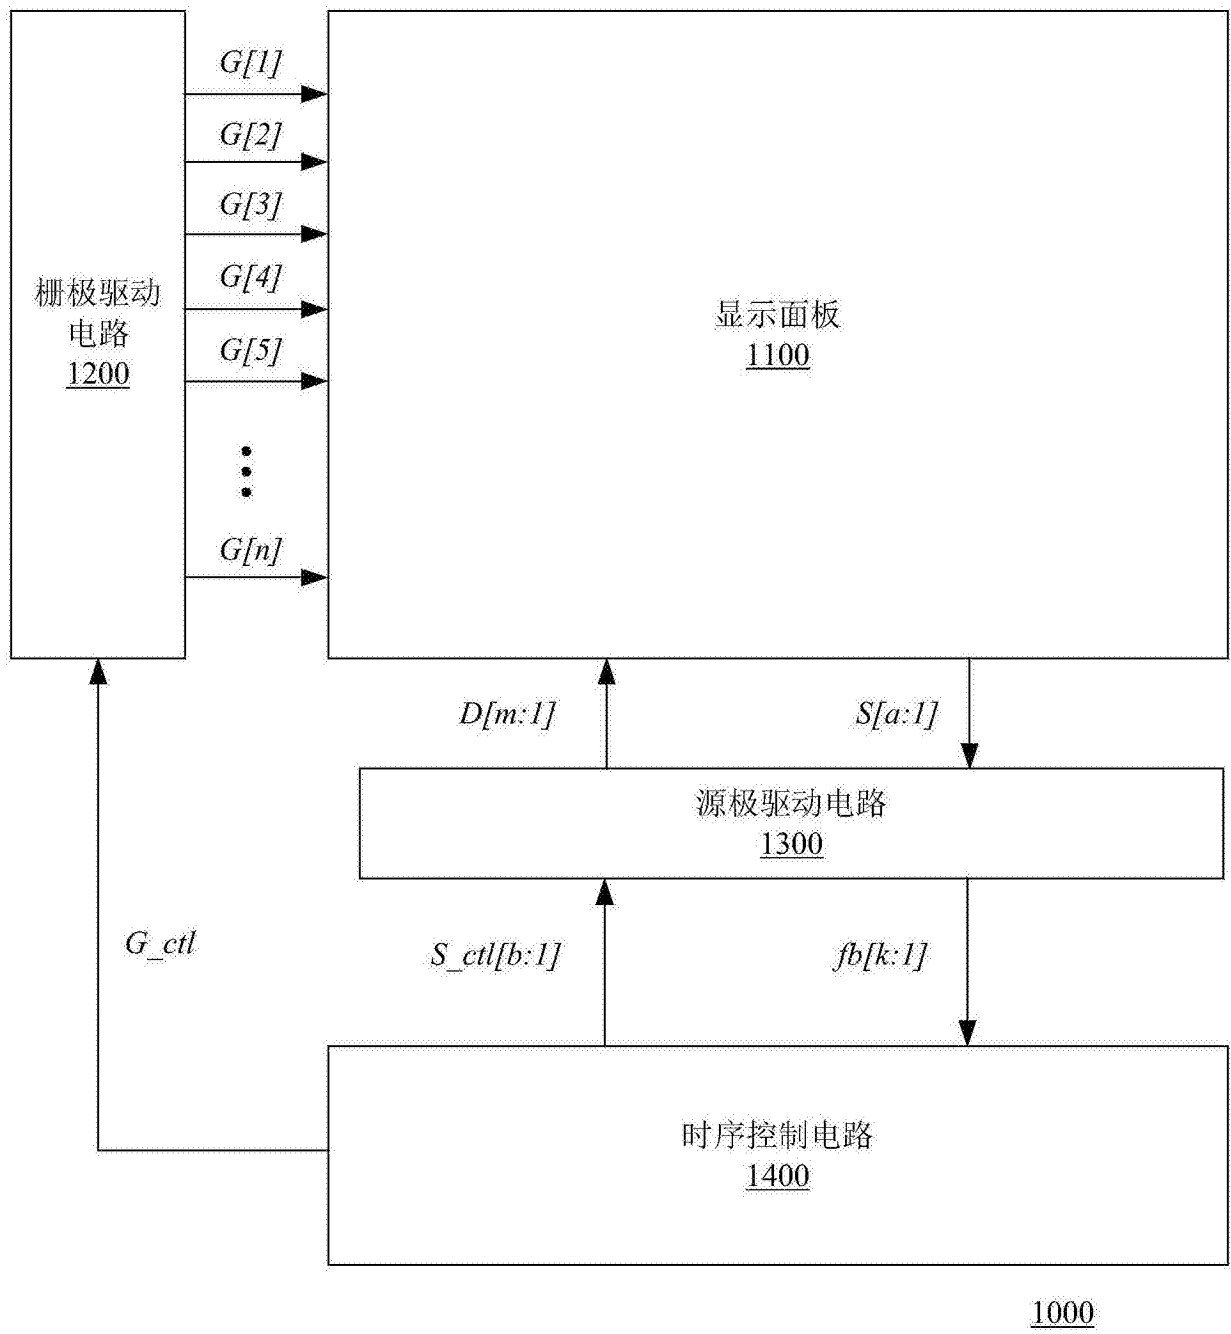 G[1]
G[2]
G[3]
G[4]
G[5]
G[n]
栅极驱动
电路
1200
显示面板
1100
D[m:1]
S[a:1]
源极驱动电路
1300
G_ctl
S_ctl[b:1]
fb[k:1]
时序控制电路
1400
1000